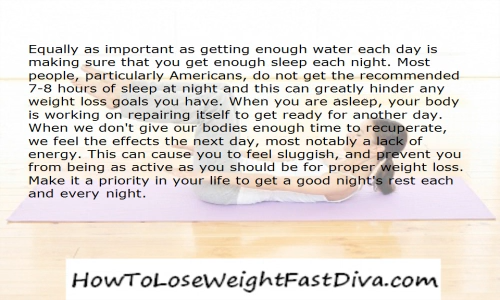 Equally as important as getting enough water each day is
making sure that you get enough sleep each night. Most
people, particularly Americans, do not get the recommended
7-8 hours of sleep at night and this can greatly hinder any
weight loss goals you have. When you are asleep, your body
is working on repairing itself to get ready for another day.
When we don't give our bodies enough time to recuperate,
we feel the effects the next day, most notably a lack of
energy. This can cause you to feel sluggish, and prevent you
from being as active as you should be for proper weight loss.
Make it a priority in your life to get a good night's rest each
and every night.
HowToLoseWeightFastDiva.com